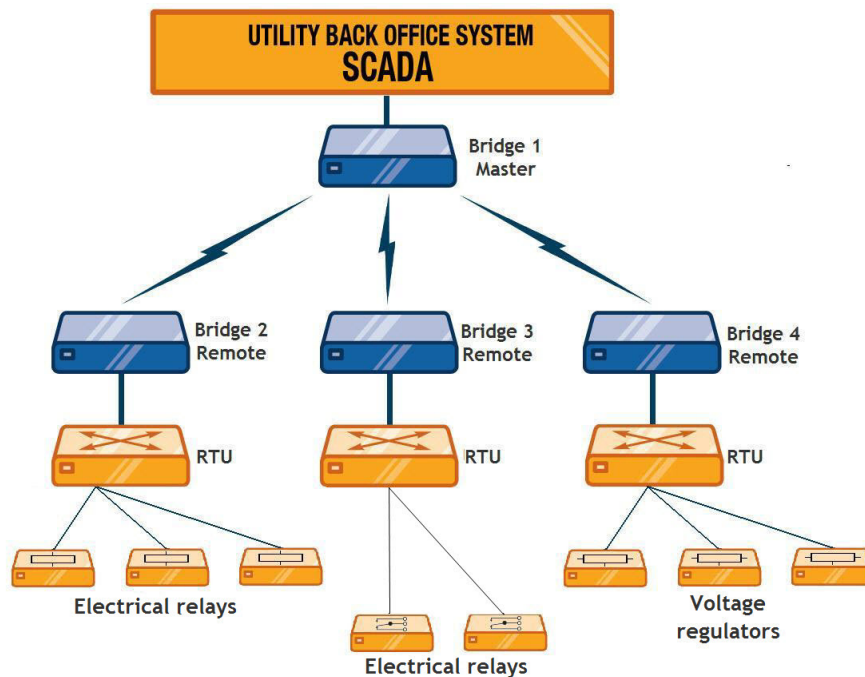 UTILITY BACK OFFICE SYSTEM
SCADA
Bridge 1
Master
Bridge 2
Remote
Bridge 3
Remote
Bridge 4
Remote
RTU
RTU
RTU
Electrical relays
Voltage
regulators
Electrical relays